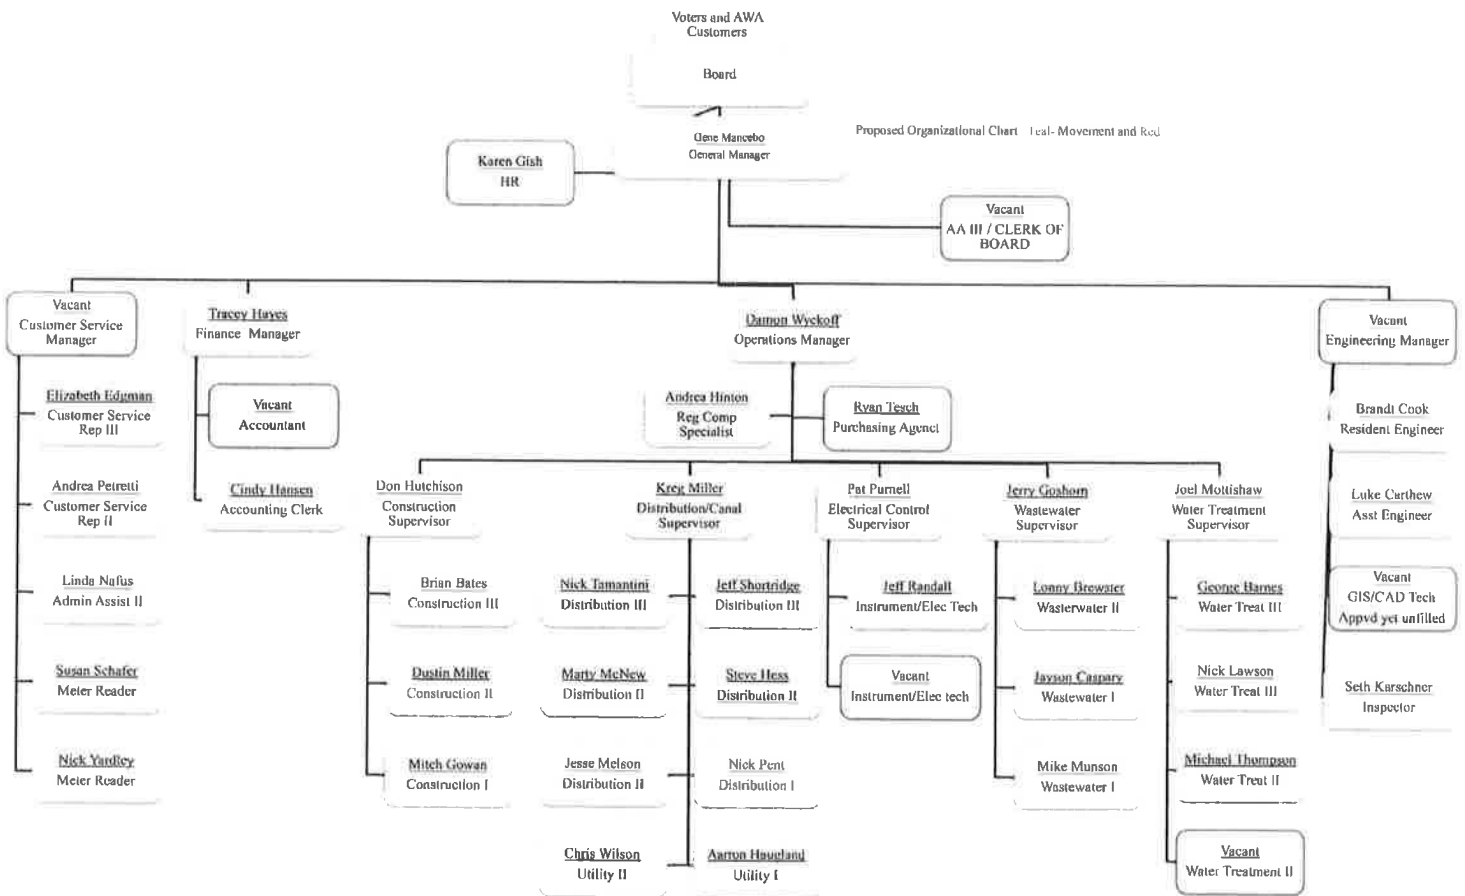 Voters and AWA
Customers
Board
Gene Mancebo
General Manager
Proposed Organizational Chart Teal- Movement and Red
Karen Gish
HR
Vacant
AA III / CLERK OF
BOARD
Vacant
Customer Service
Manager
Tracey Hayes
Finance Manager
Damon Wyckoff
Operations Manager
Vacant
Engineering Manager
Elizabeth Edgman
Customer Service
Rep III
Vacant
Accountant
Andrea Hinton
Reg Comp
Specialist
Ryan Tesch
Purchasing Agenct
Brandt Cook
Resident Engineer
Andrea Petretti
Customer Service
Rep II
Cindy Hansen
Accounting Clerk
Don Hutchison
Construction
Supervisor
Kreg Miller
Distribution/Canal
Supervisor
Pat Purnell
Electrical Control
Supervisor
Jerry Goshorn
Wastewater
Supervisor
Joel Mottishaw
Water Treatment
Supervisor
Luke Carthew
Asst Engineer
Linda Nafus
Admin Assist II
Brian Bates
Construction III
Nick Tamantini
Distribution III
Jeff Shortridge
Distribution III
Jeff Randall
Instrument/Elec Tech
Lonny Brewster
Wasterwater II
George Barnes
Water Treat III
Vacant
GIS/CAD Tech
Appvd yet unfilled
Susan Schafer
Meter Reader
Dustin Miller
Construction II
Marty McNew
Distribution II
Steve Hess
Distribution II
Vacant
Instrument/Elec tech
Jayson Caspary
Wastewater I
Nick Lawson
Water Treat III
Seth Karschner
Inspector
Nick Yardley
Meter Reader
Mitch Gowan
Construction I
Jesse Melson
Distribution II
Nick Pent
Distribution I
Mike Munson
Wastewater I
Michael Thompson
Water Treat II
Chris Wilson
Utility II
Aarron Haugland
Utility I
Vacant
Water Treatment II